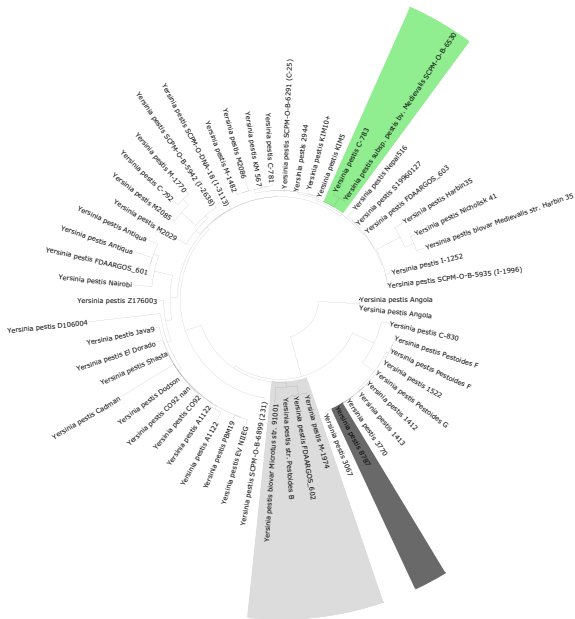 Yersinia pestis SCPM-O-B-6291 (C-25)
Yersinia pestis 2944
Yersinia pestis KIM10+
Yersinia pestis KIM5
Yersinia pestis C-783
Yersinia pestis subsp. pestis bv. Medievalis SCPM-O-B-6530
Yersinia pestis Nepal516
Yersinia pestis S19960127
Yersinia pestis FDAARGOS_603
Yersinia pestis Harbin35
Yersinia pestis Nicholisk 41
Yersinia pestis biovar Medievalis str. Harbin 35
Yersinia pestis I-1252
Yersinia pestis SCPM-O-B-5935 (I-1996)
Yersinia pestis Angola
Yersinia pestis Angola
Yersinia pestis C-830
Yersinia pestis Pestoides F
Yersinia pestis Pestoides F
Yersinia pestis 1522
Yersinia pestis Pestoides G
Yersinia pestis 1412
Yersinia pestis 1413
Yersinia pestis 3770
Yersinia pestis 8787
Yersinia pestis 3067
Yersinia pestis M-1974
Yersinia pestis FDAARGOS_602
Yersinia pestis str. Pestoides B
Yersinia pestis biovar Microtus str. 91001
Yersinia pestis SCPM-O-B-6899 (231)
Yersinia pestis EV NIIEG
Yersinia pestis PBM19
Yersinia pestis A1122
Yersinia pestis A1122
Yersinia pestis CO92
Yersinia pestis CO92 nan
Yersinia pestis Dodson
Yersinia pestis Cadman
Yersinia pestis Shasta
Yersinia pestis El Dorado
Yersinia pestis Java9
Yersinia pestis D106004
Yersinia pestis Z176003
Yersinia pestis Nairobi
Yersinia pestis FDAARGOS_601
Yersinia pestis Antiqua
Yersinia pestis Antiqua
Yersinia pestis M2029
Yersinia pestis M2085
Yersinia pestis C-792
Yersinia pestis M-1770
Yersinia pestis SCPM-O-B-5942 (I-2638)
Yersinia pestis SCPM-O-DNA-18 (I-3113)
Yersinia pestis M-1482
Yersinia pestis M2086
Yersinia pestis KM 567
Yersinia pestis C-781